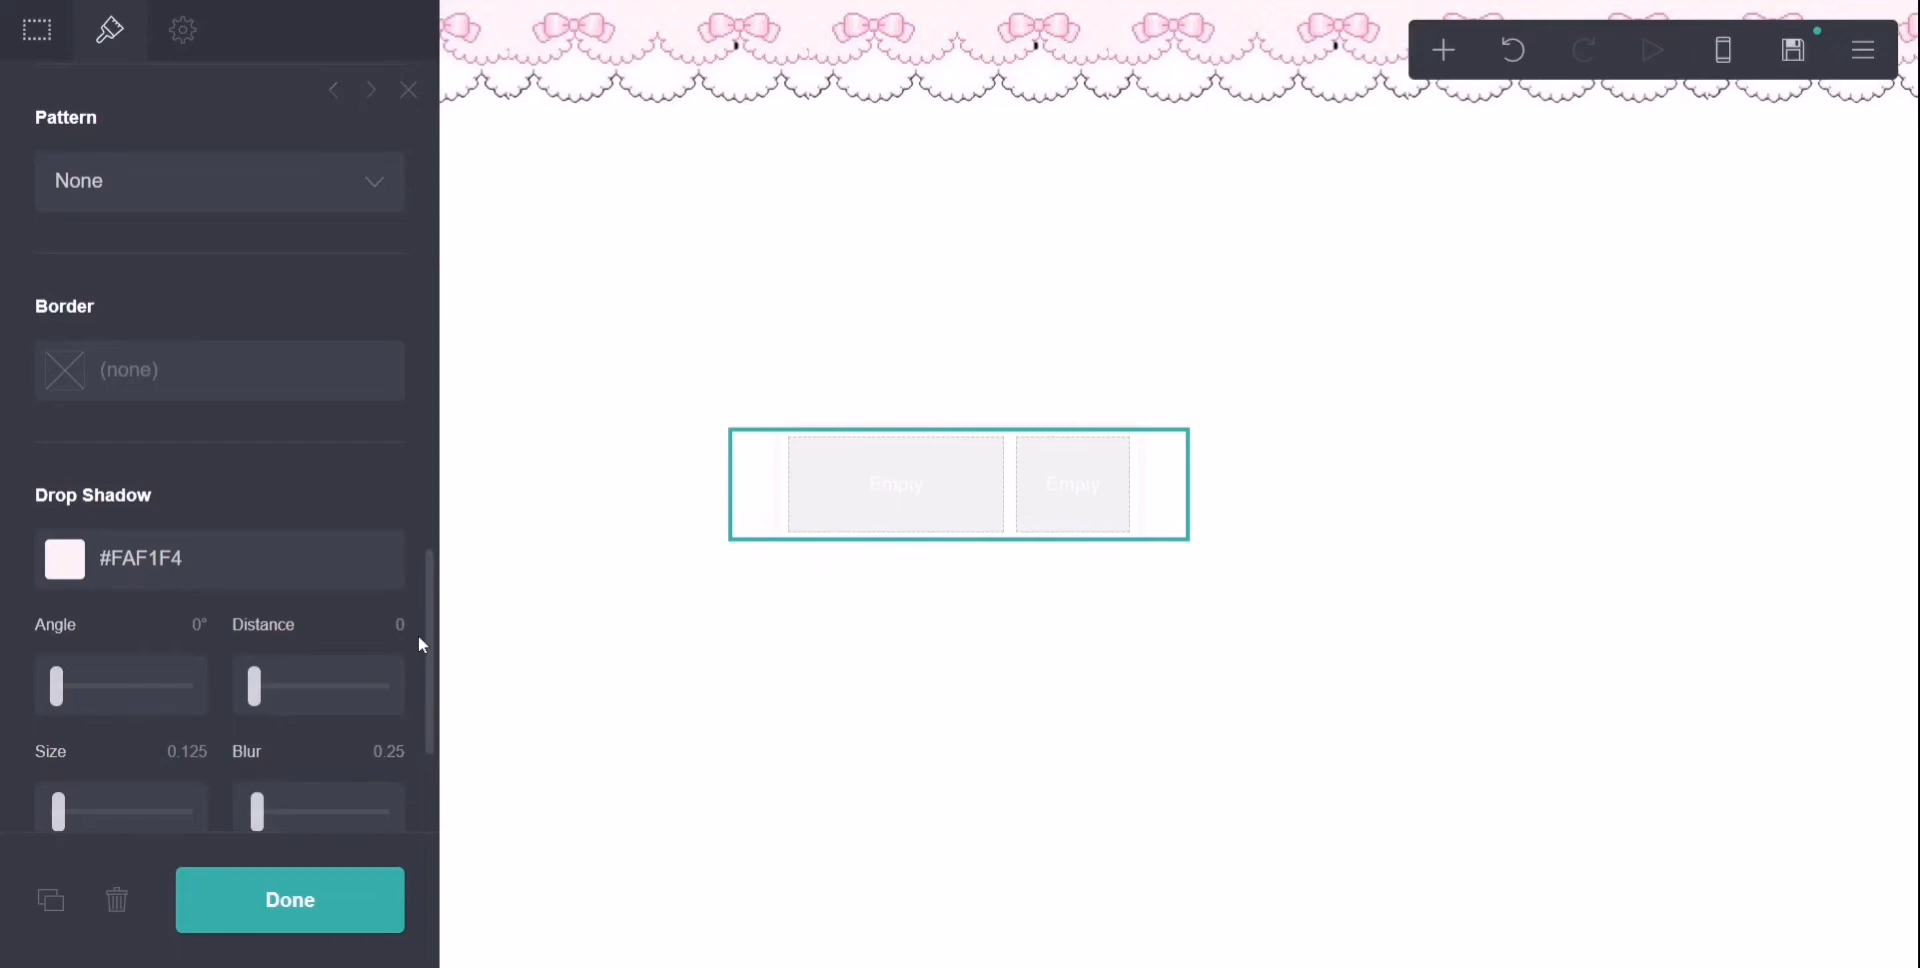 Pattern
None
Border
(none)
Drop Shadow
#FAF1F4
Angle 0° Distance 0
Size 0.125 Blur 0.25
Done
Empty Empty